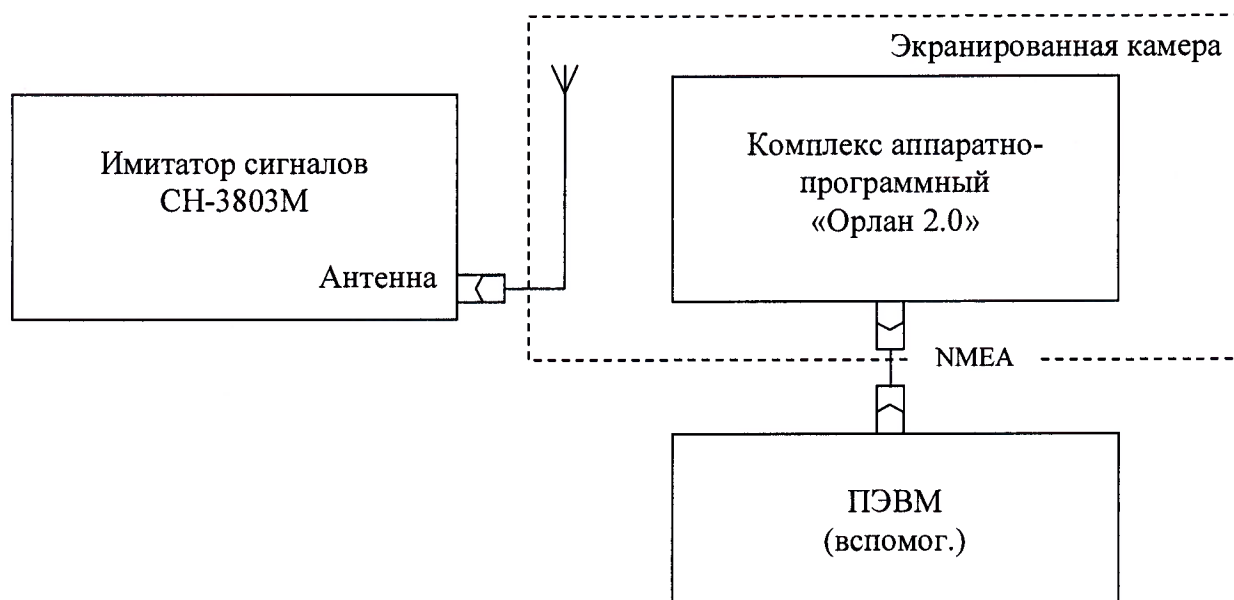 Экранированная камера
Имитатор сигналов
СН-3803М
Антенна
Комплекс аппаратно-
программный
«Орлан 2.0»
NMEA
ПЭВМ
(вспомог.)